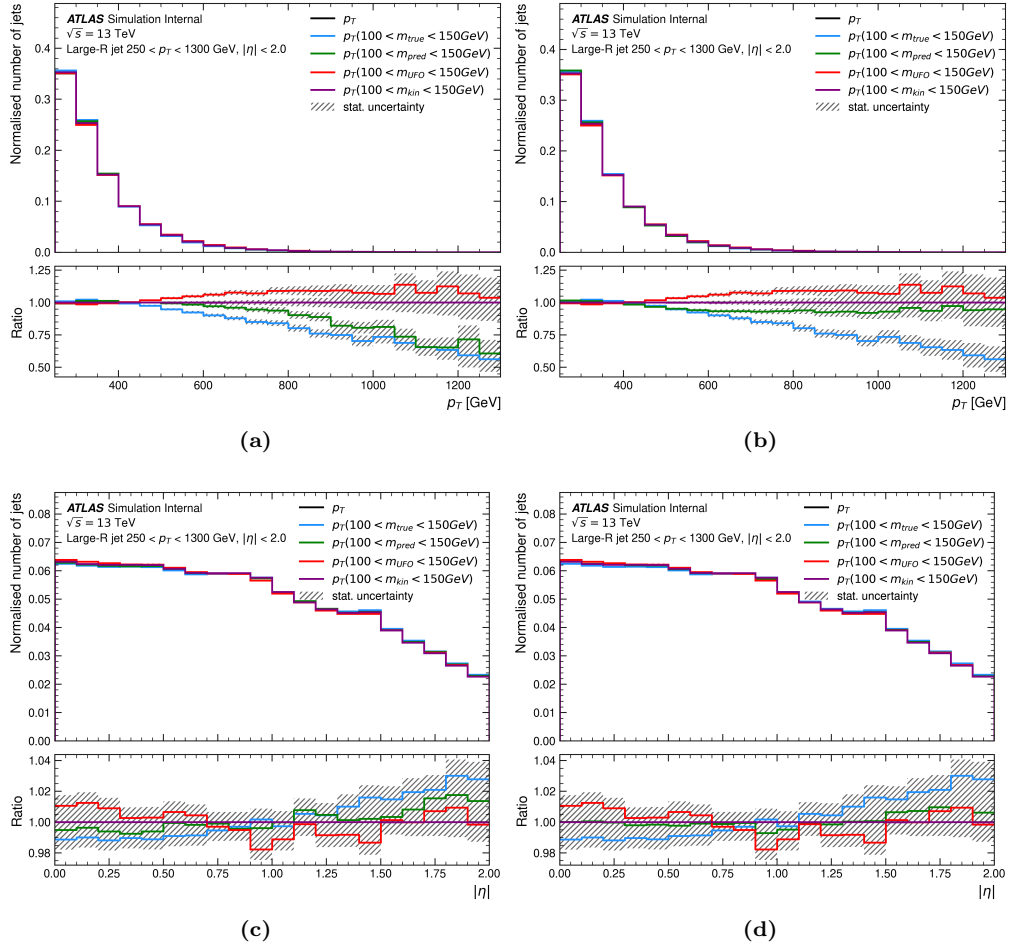 ATLAS Simulation Internal
√s = 13 TeV
Large-R jet 250 < p_T < 1300 GeV, |η| < 2.0
p_T
p_T(100 < m_true < 150GeV)
p_T(100 < m_pred < 150GeV)
p_T(100 < m_UFO < 150GeV)
p_T(100 < m_kin < 150GeV)
stat. uncertainty
Normalised number of jets
0.4
0.3
0.2
0.1
0.0
Ratio
1.25
1.00
0.75
0.50
400 600 800 1000 1200
p_T [GeV]
(a)
ATLAS Simulation Internal
√s = 13 TeV
Large-R jet 250 < p_T < 1300 GeV, |η| < 2.0
p_T
p_T(100 < m_true < 150GeV)
p_T(100 < m_pred < 150GeV)
p_T(100 < m_UFO < 150GeV)
p_T(100 < m_kin < 150GeV)
stat. uncertainty
Normalised number of jets
0.4
0.3
0.2
0.1
0.0
Ratio
1.25
1.00
0.75
0.50
400 600 800 1000 1200
p_T [GeV]
(b)
ATLAS Simulation Internal
√s = 13 TeV
Large-R jet 250 < p_T < 1300 GeV, |η| < 2.0
p_T
p_T(100 < m_true < 150GeV)
p_T(100 < m_pred < 150GeV)
p_T(100 < m_UFO < 150GeV)
p_T(100 < m_kin < 150GeV)
stat. uncertainty
Normalised number of jets
0.08
0.07
0.06
0.05
0.04
0.03
0.02
0.01
0.00
Ratio
1.04
1.02
1.00
0.98
0.00 0.25 0.50 0.75 1.00 1.25 1.50 1.75 2.00
|η|
(c)
ATLAS Simulation Internal
√s = 13 TeV
Large-R jet 250 < p_T < 1300 GeV, |η| < 2.0
p_T
p_T(100 < m_true < 150GeV)
p_T(100 < m_pred < 150GeV)
p_T(100 < m_UFO < 150GeV)
p_T(100 < m_kin < 150GeV)
stat. uncertainty
Normalised number of jets
0.08
0.07
0.06
0.05
0.04
0.03
0.02
0.01
0.00
Ratio
1.04
1.02
1.00
0.98
0.00 0.25 0.50 0.75 1.00 1.25 1.50 1.75 2.00
|η|
(d)